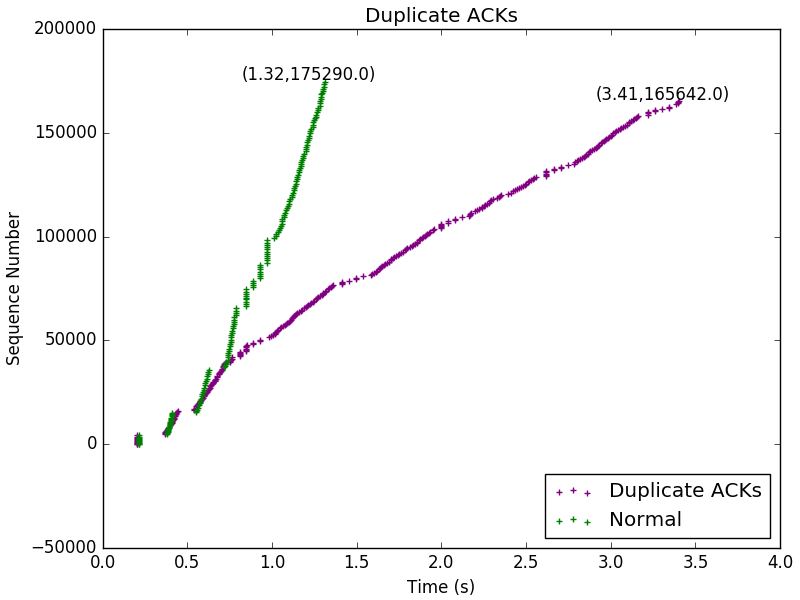 Duplicate ACKs
200000
(1.32,175290.0)
(3.41,165642.0)
150000
100000
Sequence Number
50000
0
Duplicate ACKs
Normal
−50000
0.0 0.5 1.0 1.5 2.0 2.5 3.0 3.5 4.0
Time (s)